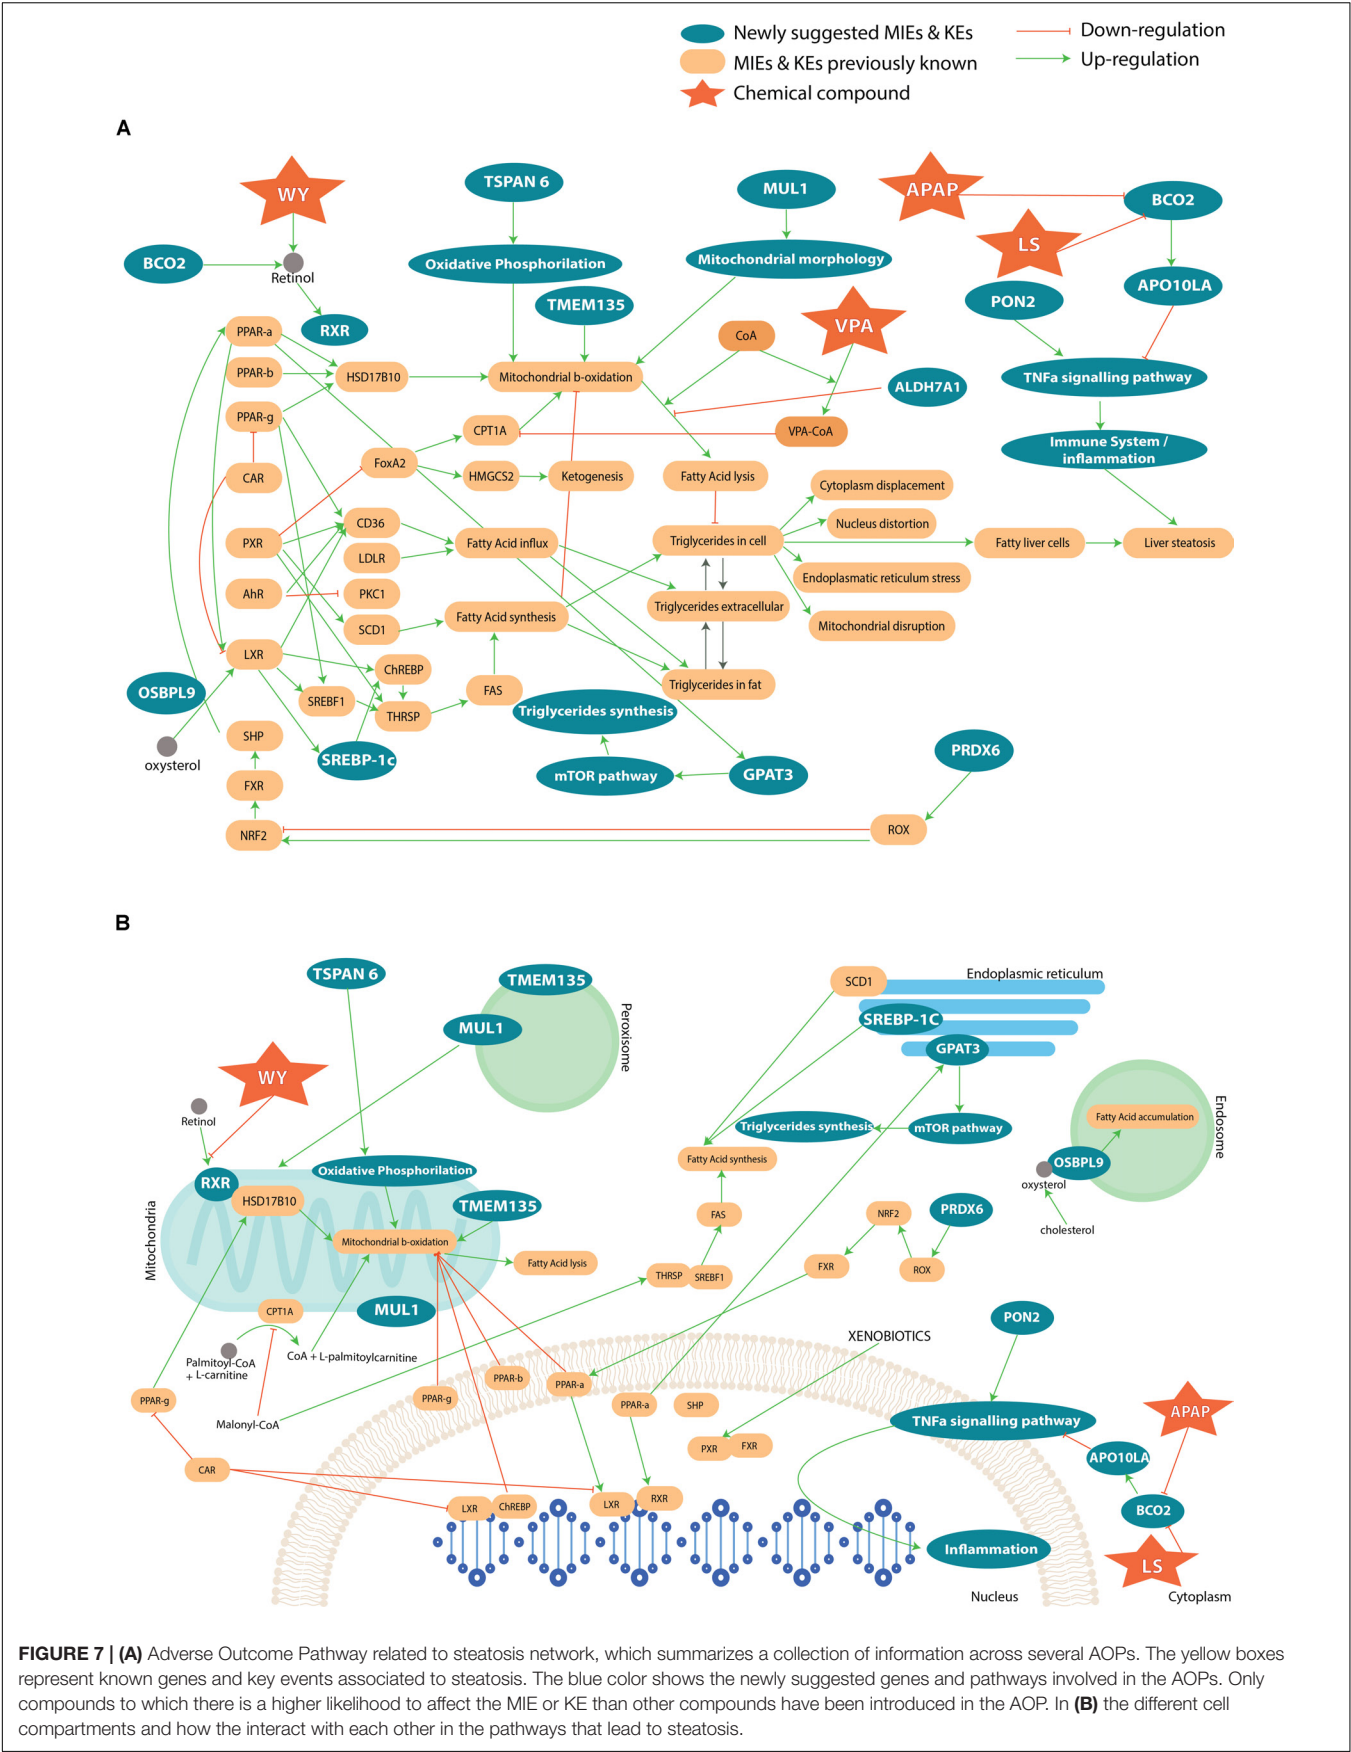 Newly suggested MIEs & KEs
Down-regulation
MIEs & KEs previously known
Up-regulation
Chemical compound
A
WY
TSPAN 6
MUL1
APAP
BCO2
LS
BCO2
Retinol
Oxidative Phosphorilation
Mitochondrial morphology
PON2
APO10LA
TMEM135
VPA
PPAR-a
RXR
CoA
PPAR-b
HSD17B10
Mitochondrial b-oxidation
ALDH7A1
TNFa signalling pathway
PPAR-g
CPT1A
VPA-CoA
Immune System /
inflammation
CAR
FoxA2
HMGCS2
Ketogenesis
Fatty Acid lysis
Cytoplasm displacement
Nucleus distortion
PXR
CD36
Fatty Acid influx
Triglycerides in cell
Fatty liver cells
Liver steatosis
LDLR
Endoplasmatic reticulum stress
AhR
PKC1
Triglycerides extracellular
SCD1
Fatty Acid synthesis
Mitochondrial disruption
LXR
ChREBP
OSBPL9
SREBF1
FAS
Triglycerides in fat
THRSP
Triglycerides synthesis
SHP
oxysterol
SREBP-1c
PRDX6
FXR
mTOR pathway
GPAT3
NRF2
ROX
B
TSPAN 6
TMEM135
SCD1
Endoplasmic reticulum
MUL1
Peroxisome
SREBP-1C
GPAT3
WY
Retinol
Triglycerides synthesis
mTOR pathway
Fatty Acid accumulation
Endosome
Fatty Acid synthesis
OSBPL9
oxysterol
RXR
Oxidative Phosphorilation
HSD17B10
TMEM135
FAS
NRF2
PRDX6
cholesterol
Mitochondria
Mitochondrial b-oxidation
Fatty Acid lysis
THRSP
SREBF1
FXR
ROX
CPT1A
MUL1
PON2
XENOBIOTICS
Palmitoyl-CoA
+ L-carnitine
CoA + L-palmitoylcarnitine
PPAR-g
PPAR-g
PPAR-b
PPAR-a
PPAR-a
SHP
Malonyl-CoA
TNFa signalling pathway
APAP
PXR
FXR
APO10LA
CAR
LXR
ChREBP
LXR
RXR
BCO2
Inflammation
LS
Nucleus
Cytoplasm
FIGURE 7 | (A) Adverse Outcome Pathway related to steatosis network, which summarizes a collection of information across several AOPs. The yellow boxes
represent known genes and key events associated to steatosis. The blue color shows the newly suggested genes and pathways involved in the AOPs. Only
compounds to which there is a higher likelihood to affect the MIE or KE than other compounds have been introduced in the AOP. In (B) the different cell
compartments and how the interact with each other in the pathways that lead to steatosis.